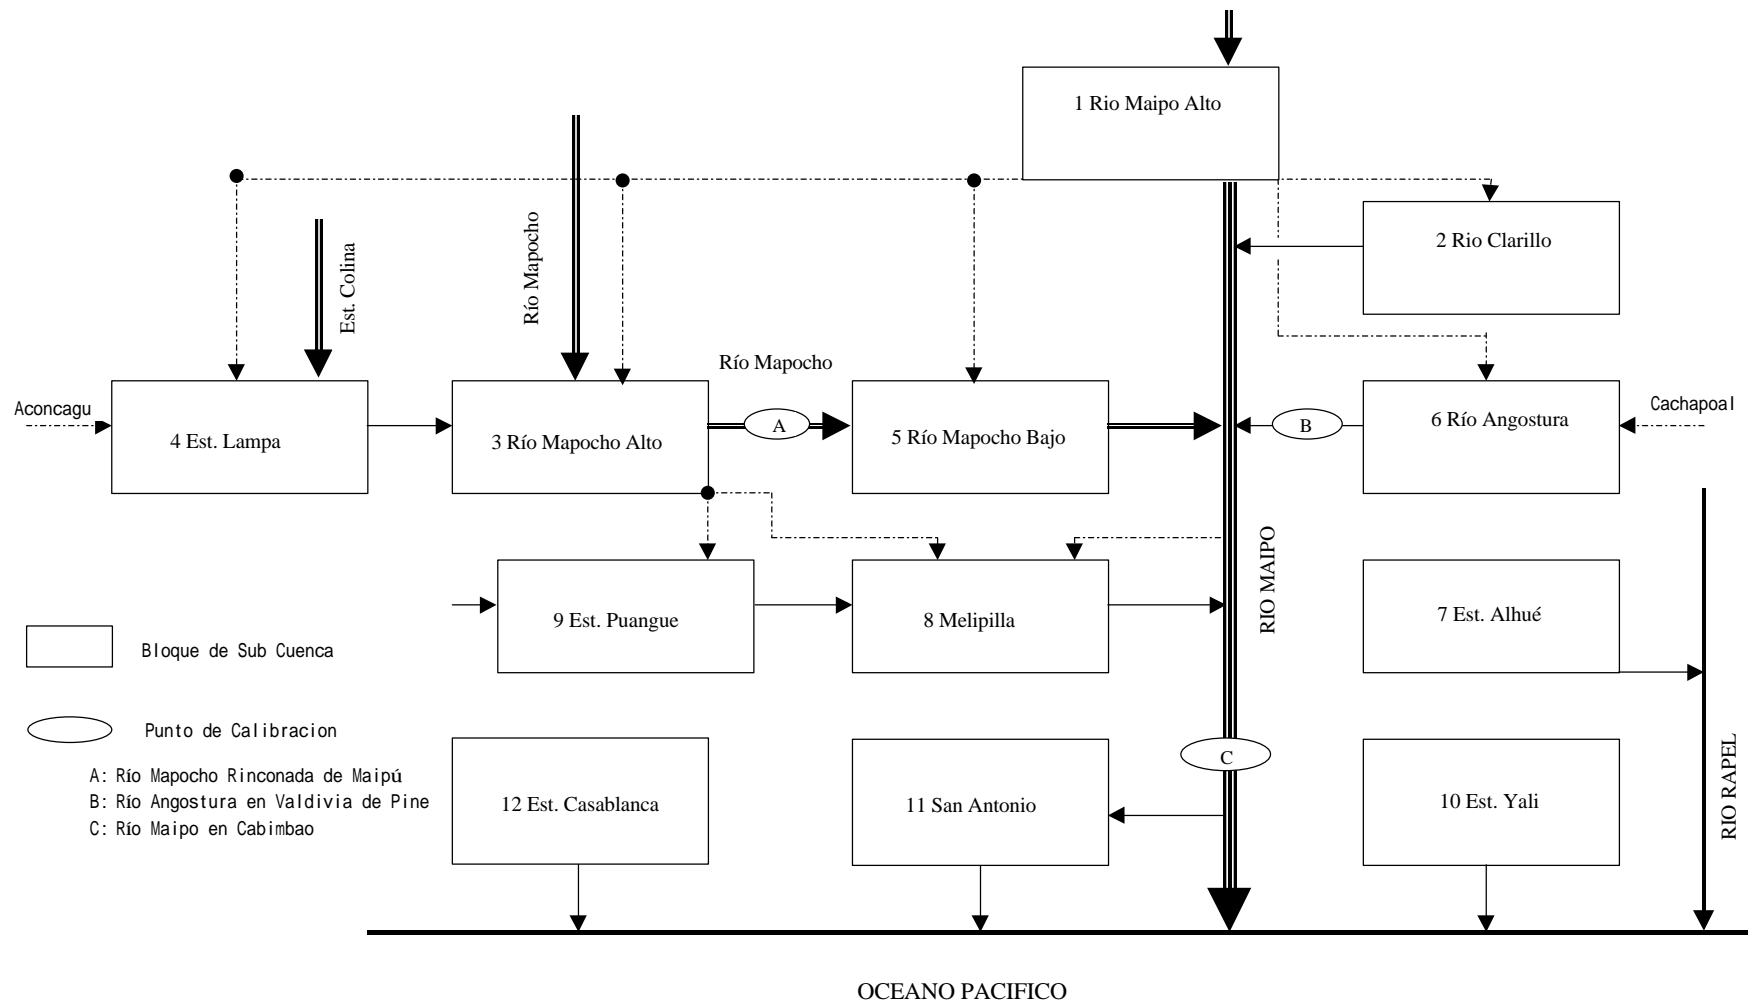 1 Rio Maipo Alto
Est. Colina
Río Mapocho
2 Rio Clarillo
Río Mapocho
Aconcagu
4 Est. Lampa
3 Río Mapocho Alto
A
5 Río Mapocho Bajo
B
6 Río Angostura
Cachapoal
9 Est. Puangue
8 Melipilla
RIO MAIPO
7 Est. Alhué
Bloque de Sub Cuenca
Punto de Calibracion
A: Río Mapocho Rinconada de Maipú
B: Río Angostura en Valdivia de Pine
C: Río Maipo en Cabimbao
12 Est. Casablanca
11 San Antonio
C
10 Est. Yali
RIO RAPEL
OCEANO PACIFICO